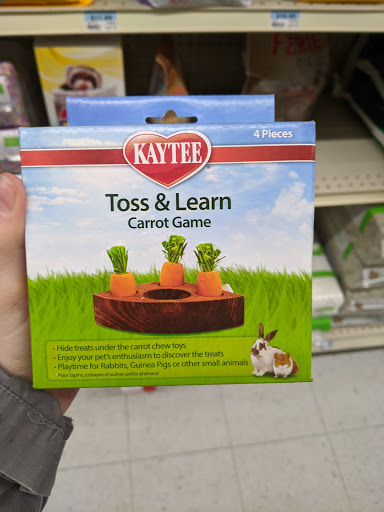 4 Pieces
KAYTEE
Toss & Learn
Carrot Game
• Hide treats under the carrot chew toys
• Enjoy your pet's enthusiasm to discover the treats
• Playtime for Rabbits, Guinea Pigs or other small animals
Pour lapins, cobayes et autres petits animaux